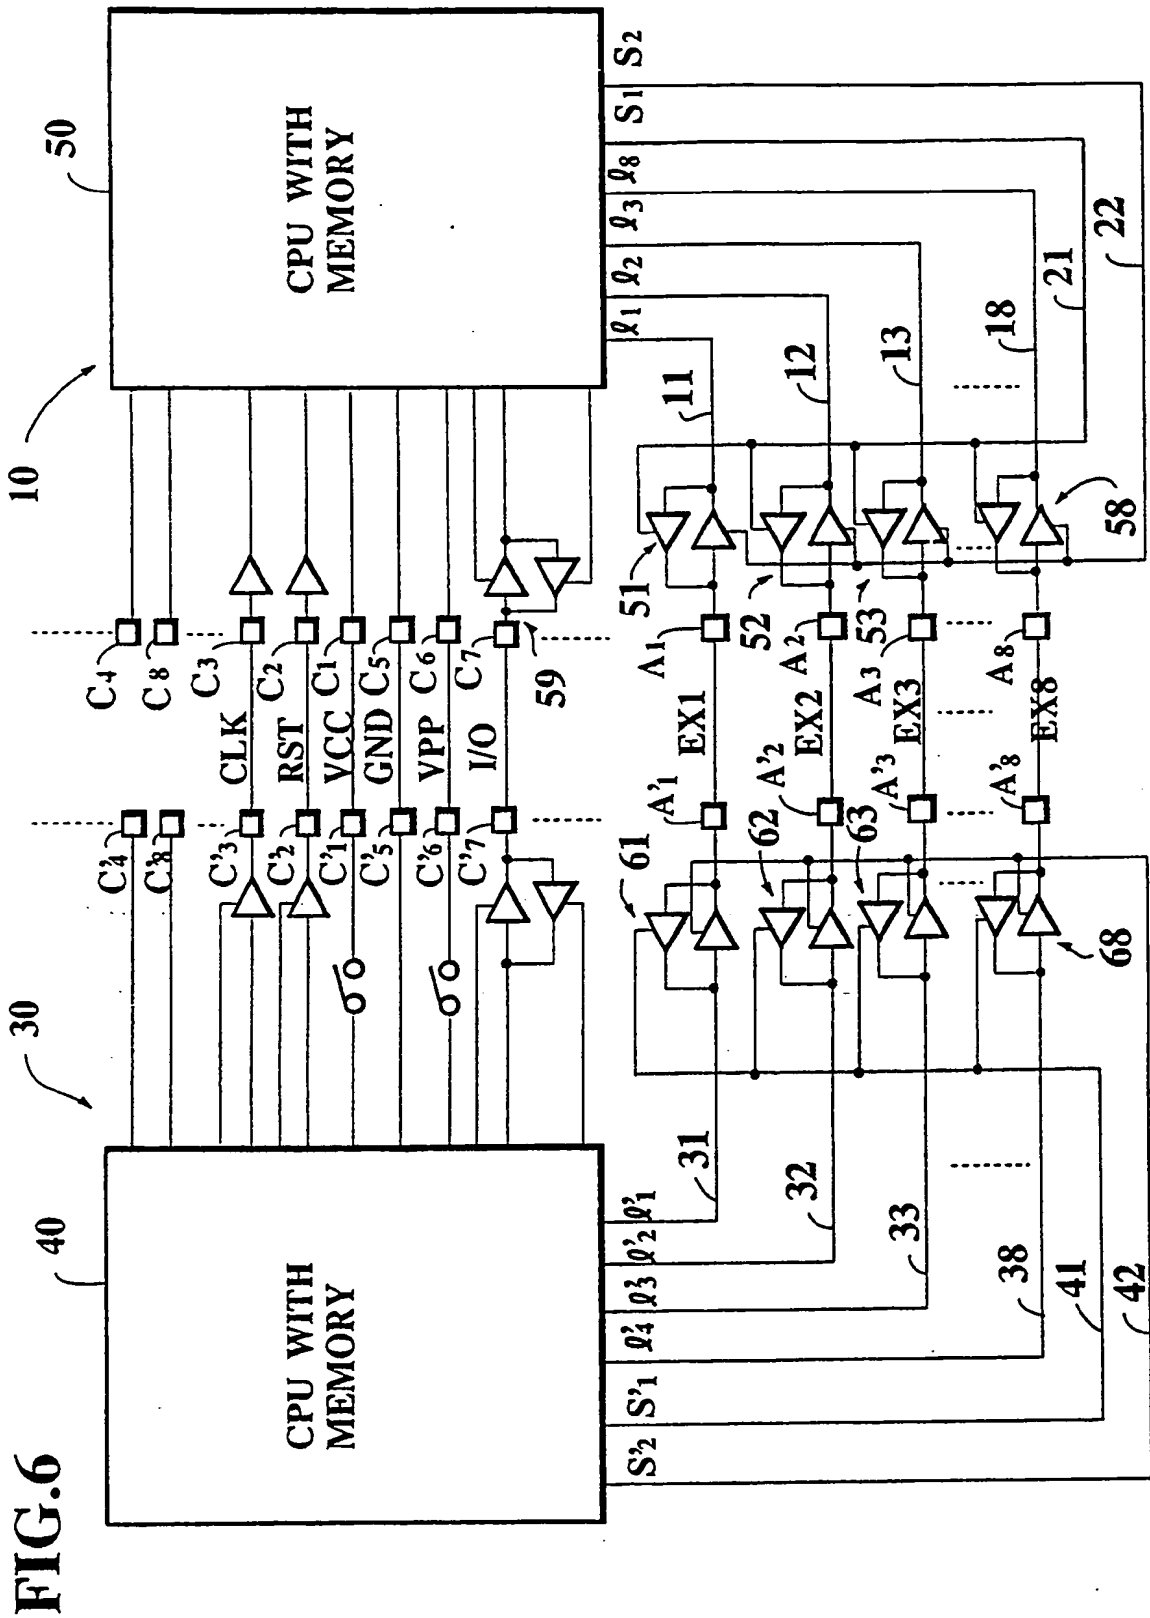 FIG.6
30
10
40
CPU WITH
MEMORY
50
CPU WITH
MEMORY
C'4
C4
C'8
C8
C'3
CLK
C3
C'2
RST
C2
C'1
VCC
C1
C'5
GND
C5
C'6
VPP
C6
C'7
I/O
C7
59
S'2
S'1
ℓ'4
ℓ'3
ℓ'2
ℓ'1
ℓ1
ℓ2
ℓ3
ℓ8
S1
S2
31
61
A'1
EX1
A1
51
11
32
62
A'2
EX2
A2
52
12
33
63
A'3
EX3
A3
53
13
38
68
A'8
EX8
A8
58
18
41
21
42
22